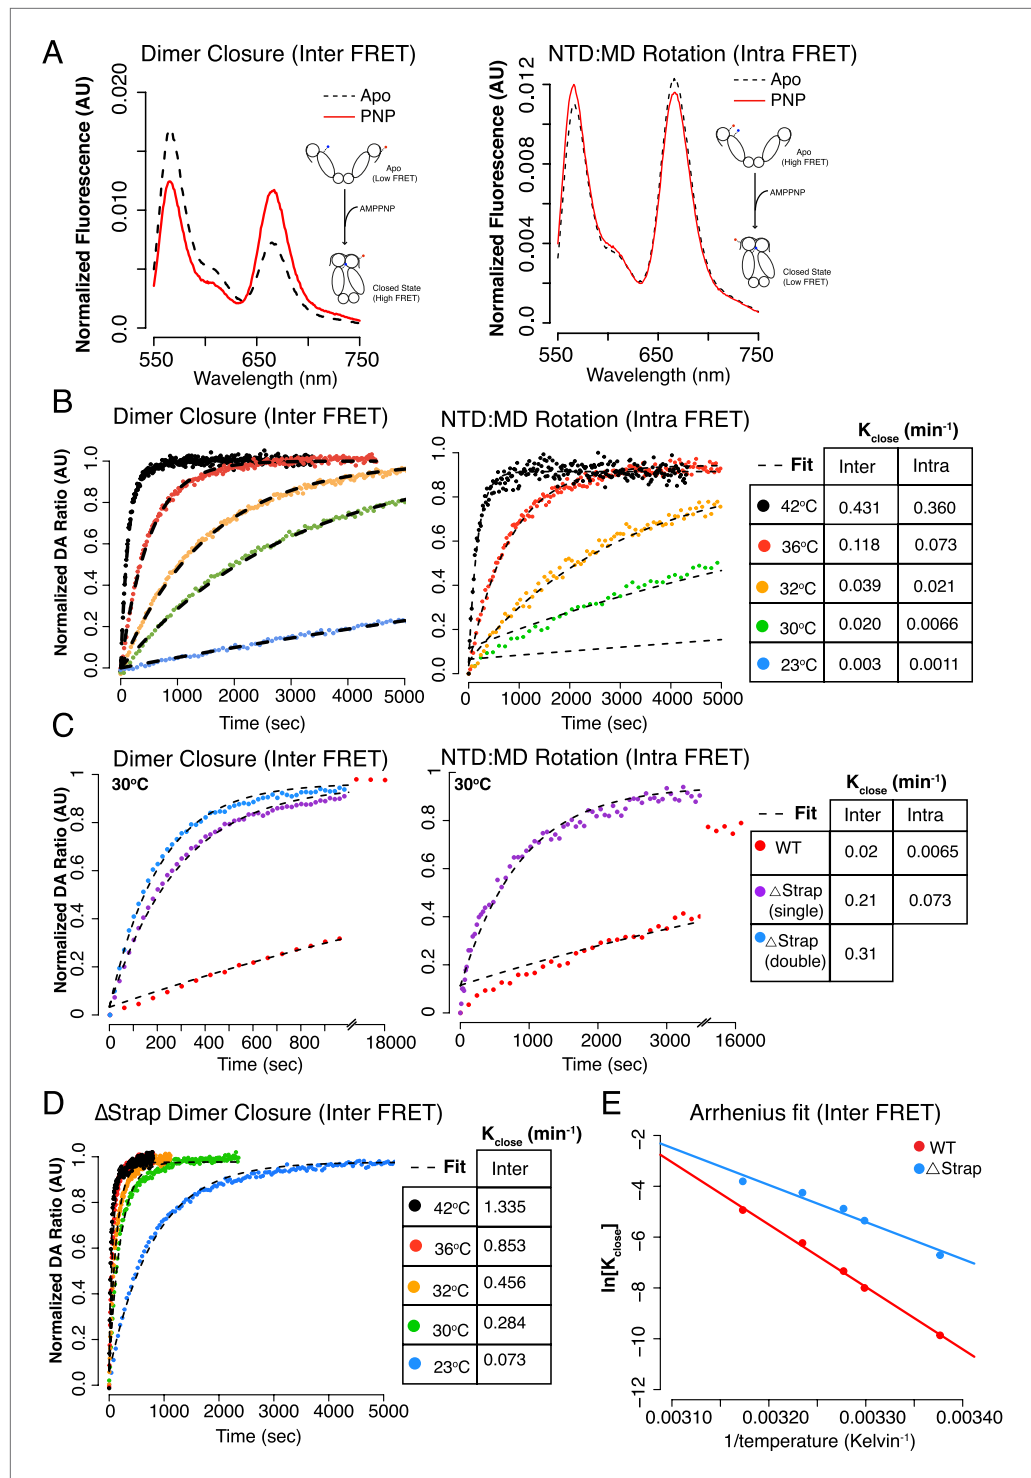 A
Dimer Closure (Inter FRET)
Normalized Fluorescence (AU)
0.020
0.010
0.0
Apo
PNP
Apo
(Low FRET)
AMPPNP
Closed State
(High FRET)
550 650 750
Wavelength (nm)
NTD:MD Rotation (Intra FRET)
Normalized Fluorescence (AU)
0.012
0.008
0.004
0.0
Apo
PNP
Apo
(High FRET)
AMPPNP
Closed State
(Low FRET)
550 650 750
Wavelength (nm)
B
Dimer Closure (Inter FRET)
Normalized DA Ratio (AU)
1.0
0.8
0.6
0.4
0.2
0.0
0 1000 2000 3000 4000 5000
Time (sec)
NTD:MD Rotation (Intra FRET)
1.0
0.8
0.6
0.4
0.2
0.0
0 1000 2000 3000 4000 5000
Time (sec)
Kclose (min-1)
Fit Inter Intra
42oC 0.431 0.360
36oC 0.118 0.073
32oC 0.039 0.021
30oC 0.020 0.0066
23oC 0.003 0.0011
C
Dimer Closure (Inter FRET)
30oC
Normalized DA Ratio (AU)
1
0.8
0.6
0.4
0.2
0
0 200 400 600 800 18000
Time (sec)
NTD:MD Rotation (Intra FRET)
30oC
1
0.8
0.6
0.4
0.2
0
0 1000 2000 3000 16000
Time (sec)
Kclose (min-1)
Fit Inter Intra
WT 0.02 0.0065
△Strap (single) 0.21 0.073
△Strap (double) 0.31
D
ΔStrap Dimer Closure (Inter FRET)
Normalized DA Ratio (AU)
1.0
0.8
0.6
0.4
0.2
0.0
0 1000 2000 3000 4000 5000
Time (sec)
Kclose (min-1)
Fit Inter
42oC 1.335
36oC 0.853
32oC 0.456
30oC 0.284
23oC 0.073
E
Arrhenius fit (Inter FRET)
WT
△Strap
ln[Kclose]
−2
−4
−6
−8
−10
−12
0.00310 0.00320 0.00330 0.00340
1/temperature (Kelvin-1)